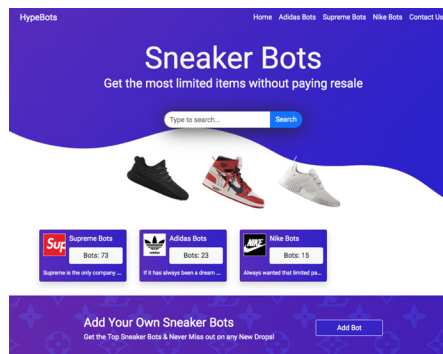 HypeBots
Home Adidas Bots Supreme Bots Nike Bots Contact Us
Sneaker Bots
Get the most limited items without paying resale
Type to search... Search
Sup Supreme Bots
Bots: 73
Supreme is the only company ...
adidas Adidas Bots
Bots: 23
If it has always been a dream ...
NIKE Nike Bots
Bots: 15
Always wanted that limited pa...
Add Your Own Sneaker Bots
Get the Top Sneaker Bots & Never Miss out on any New Drops!
Add Bot